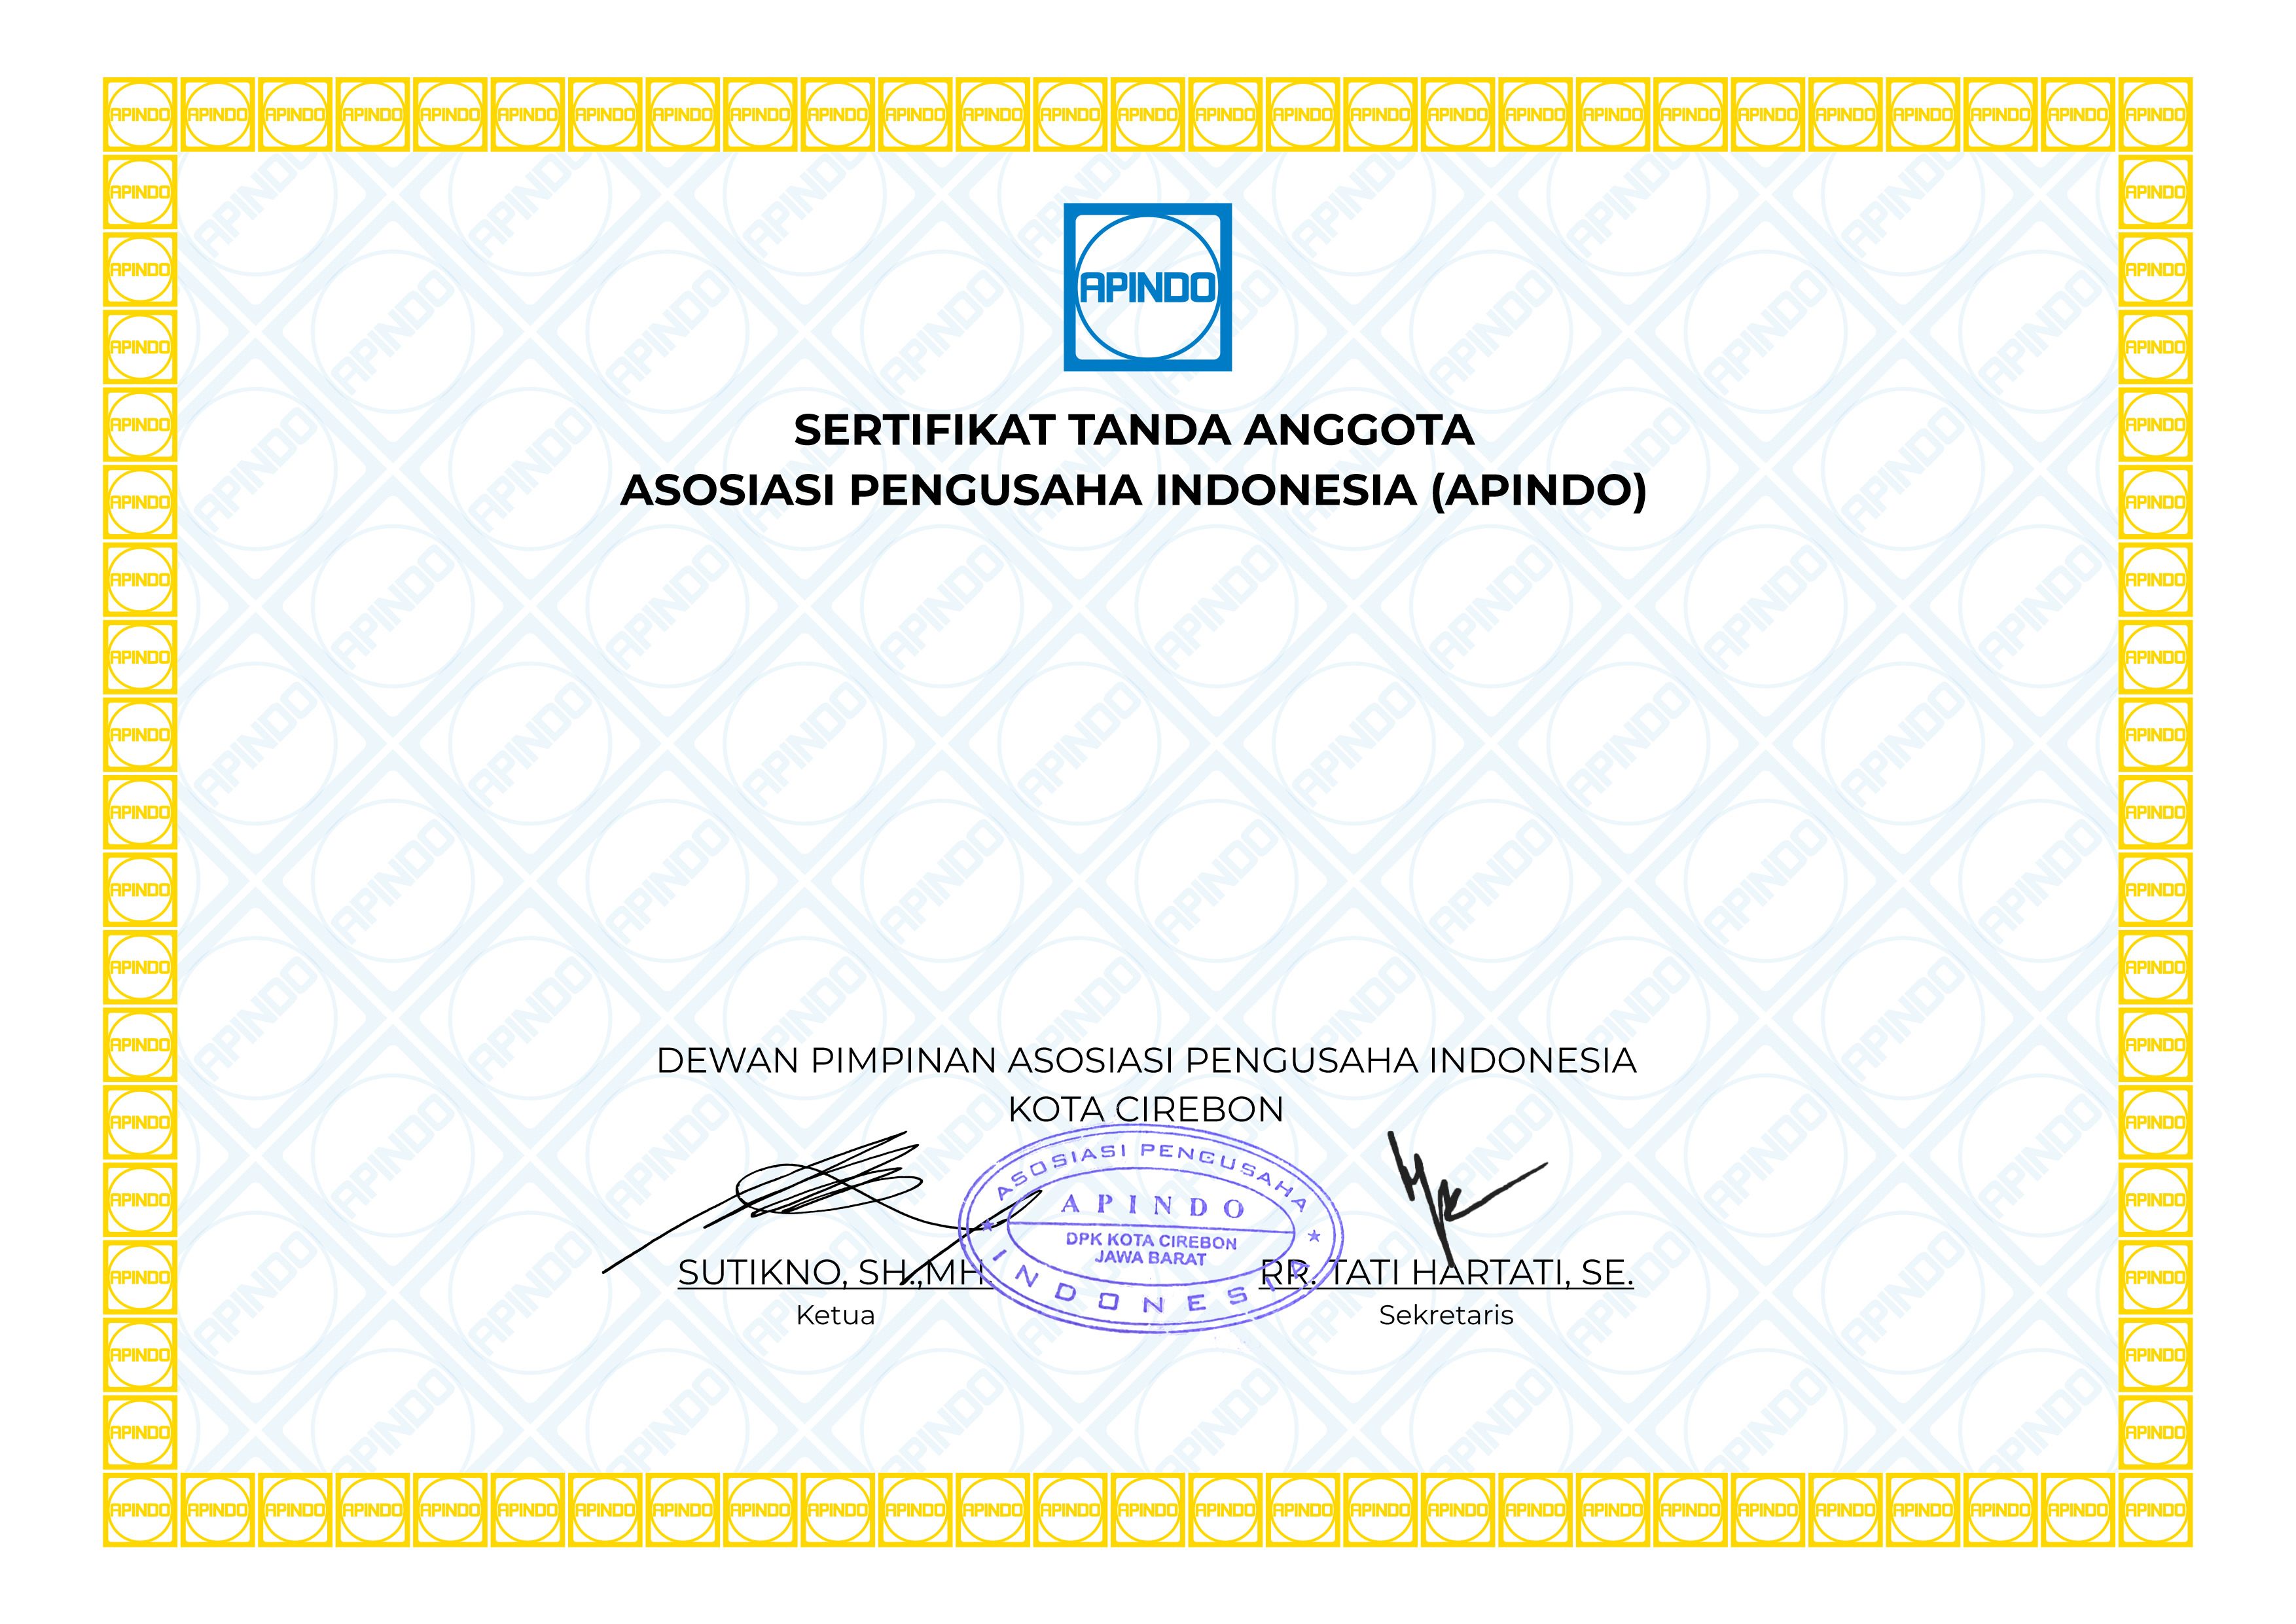 APINDO
SERTIFIKAT TANDA ANGGOTA
ASOSIASI PENGUSAHA INDONESIA (APINDO)
DEWAN PIMPINAN ASOSIASI PENGUSAHA INDONESIA
KOTA CIREBON
ASOSIASI PENGUSAHA
APINDO
DPK KOTA CIREBON
JAWA BARAT
INDONESIA
SUTIKNO, SH.,MH.
RR. TATI HARTATI, SE.
Ketua
Sekretaris